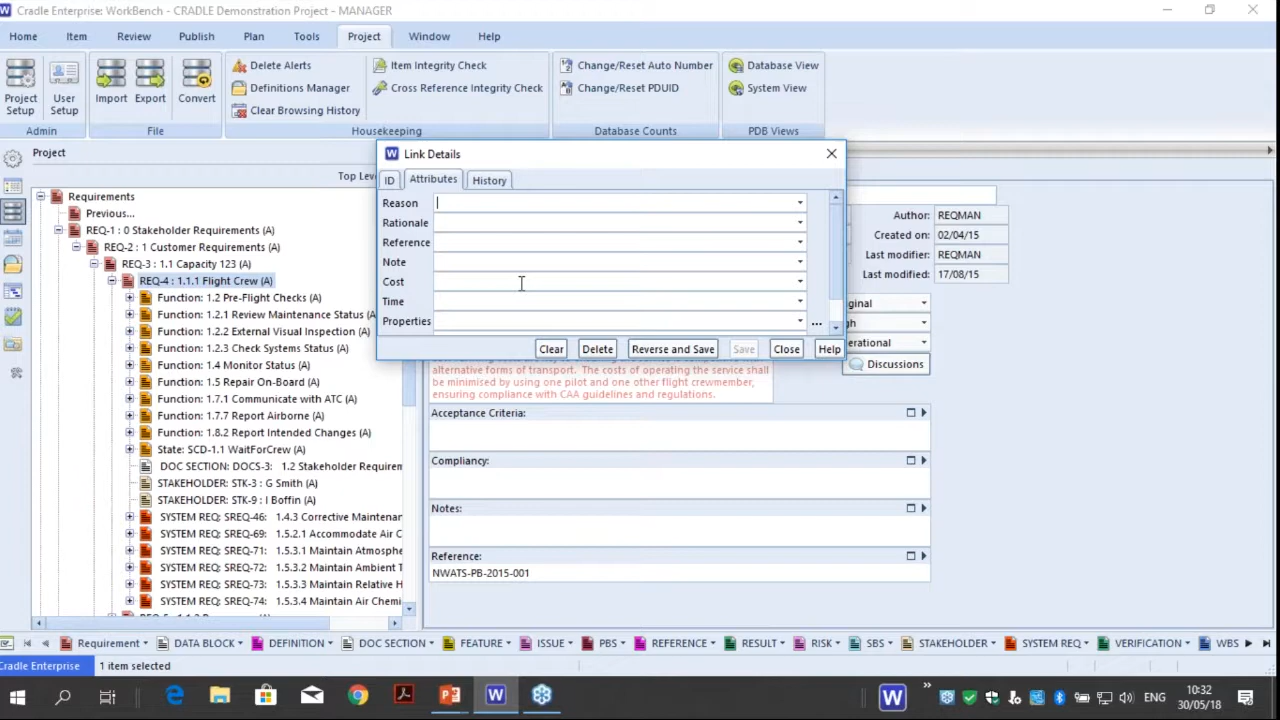 Cradle Enterprise: WorkBench - CRADLE Demonstration Project - MANAGER
Home Item Review Publish Plan Tools Project Window Help
Project Setup
User Setup
Admin
Import
Export
Convert
File
Delete Alerts
Definitions Manager
Clear Browsing History
Item Integrity Check
Cross Reference Integrity Check
Housekeeping
Change/Reset Auto Number
Change/Reset PDUID
Database Counts
Database View
System View
PDB Views
Project
Top Leve
Requirements
Previous...
REQ-1 : 0 Stakeholder Requirements (A)
REQ-2 : 1 Customer Requirements (A)
REQ-3 : 1.1 Capacity 123 (A)
REQ-4 : 1.1.1 Flight Crew (A)
Function: 1.2 Pre-Flight Checks (A)
Function: 1.2.1 Review Maintenance Status (A)
Function: 1.2.2 External Visual Inspection (A)
Function: 1.2.3 Check Systems Status (A)
Function: 1.4 Monitor Status (A)
Function: 1.5 Repair On-Board (A)
Function: 1.7.1 Communicate with ATC (A)
Function: 1.7.7 Report Airborne (A)
Function: 1.8.2 Report Intended Changes (A)
State: SCD-1.1 WaitForCrew (A)
DOC SECTION: DOCS-3: 1.2 Stakeholder Requirem
STAKEHOLDER: STK-3 : G Smith (A)
STAKEHOLDER: STK-9 : I Boffin (A)
SYSTEM REQ: SREQ-46: 1.4.3 Corrective Maintenan
SYSTEM REQ: SREQ-69: 1.5.2.1 Accommodate Air C
SYSTEM REQ: SREQ-71: 1.5.3.1 Maintain Atmosphe
SYSTEM REQ: SREQ-72: 1.5.3.2 Maintain Ambient T
SYSTEM REQ: SREQ-73: 1.5.3.3 Maintain Relative H
SYSTEM REQ: SREQ-74: 1.5.3.4 Maintain Air Chemi
Link Details
ID Attributes History
Reason
Rationale
Reference
Note
Cost
Time
Properties ...
Clear Delete Reverse and Save Save Close Help
Author: REQMAN
Created on: 02/04/15
Last modifier: REQMAN
Last modified: 17/08/15
ginal
gh
erational
Discussions
alternative forms of transport. The costs of operating the service shall
be minimised by using one pilot and one other flight crewmember,
ensuring compliance with CAA guidelines and regulations.
Acceptance Criteria:
Compliancy:
Notes:
Reference:
NWATS-PB-2015-001
Requirement DATA BLOCK DEFINITION DOC SECTION FEATURE ISSUE PBS REFERENCE RESULT RISK SBS STAKEHOLDER SYSTEM REQ VERIFICATION WBS
Cradle Enterprise 1 item selected
ENG
10:32
30/05/18